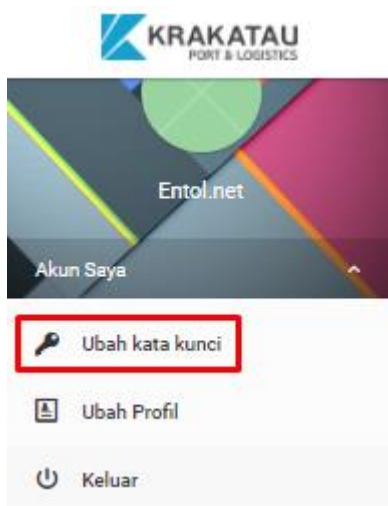 KRAKATAU
PORT & LOGISTICS
Entol.net
Akun Saya
Ubah kata kunci
Ubah Profil
Keluar